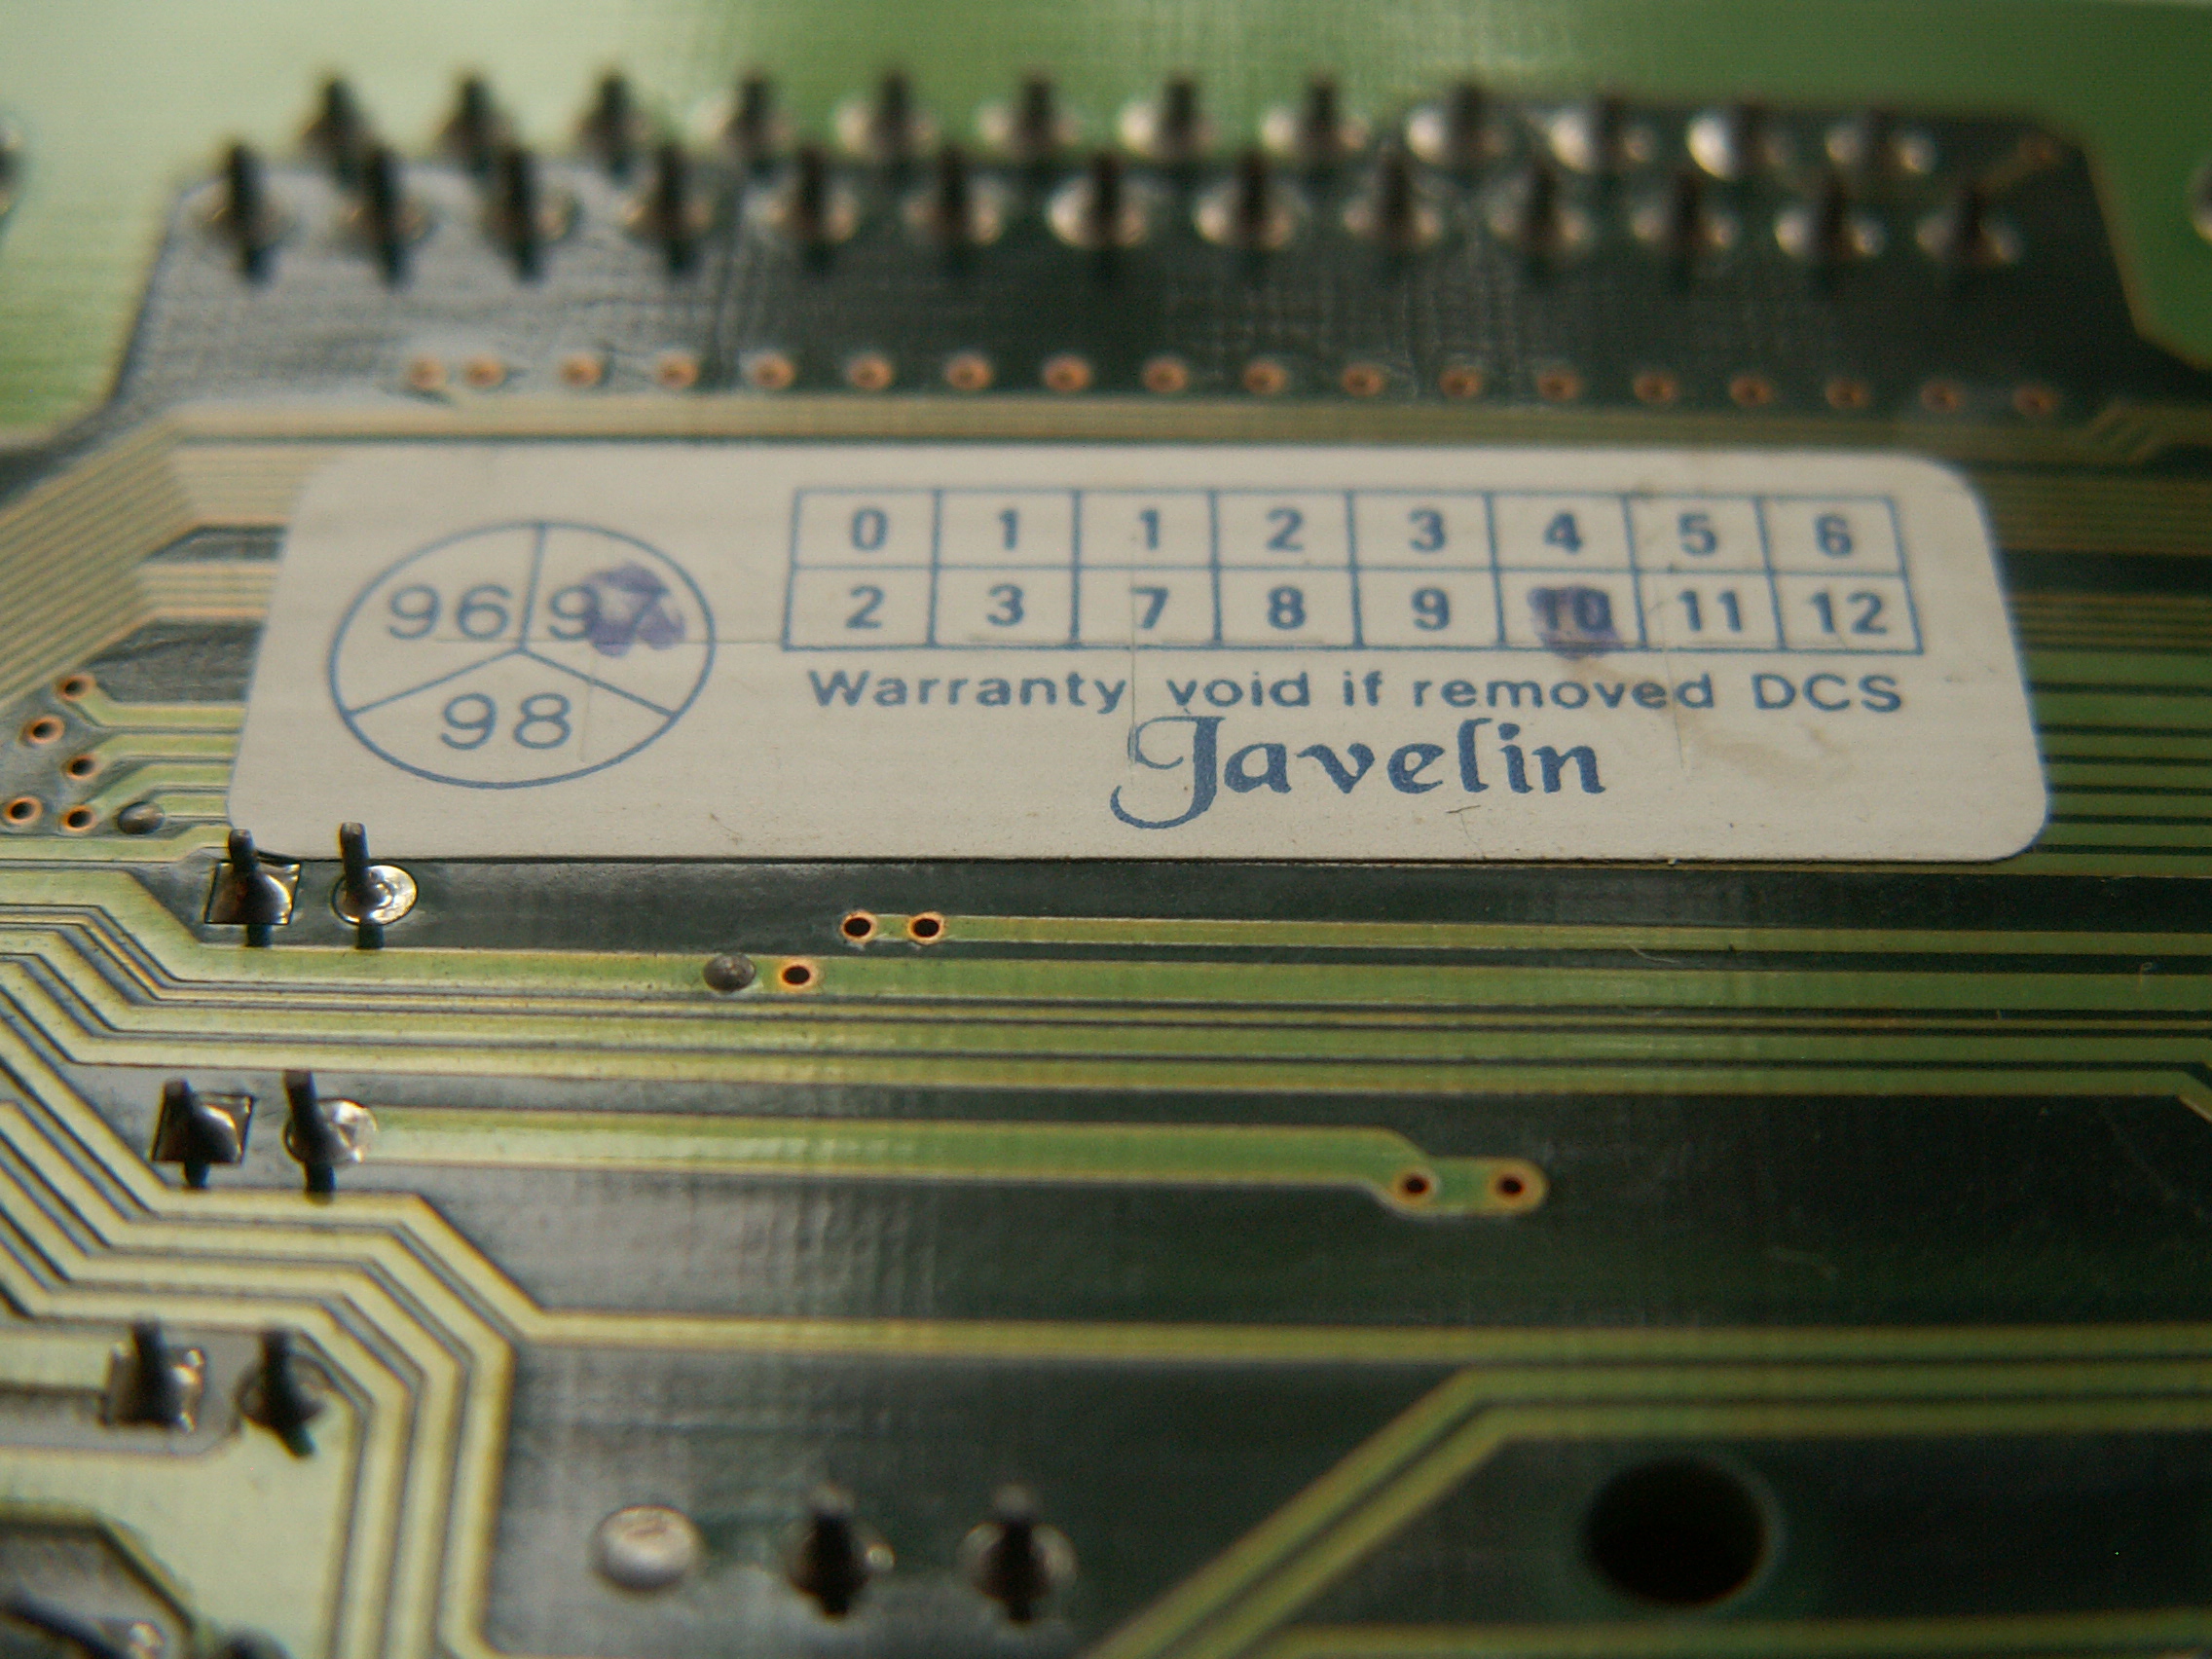 96 97 98
0 1 1 2 3 4 5 6
2 3 7 8 9 10 11 12
Warranty void if removed DCS
Javelin